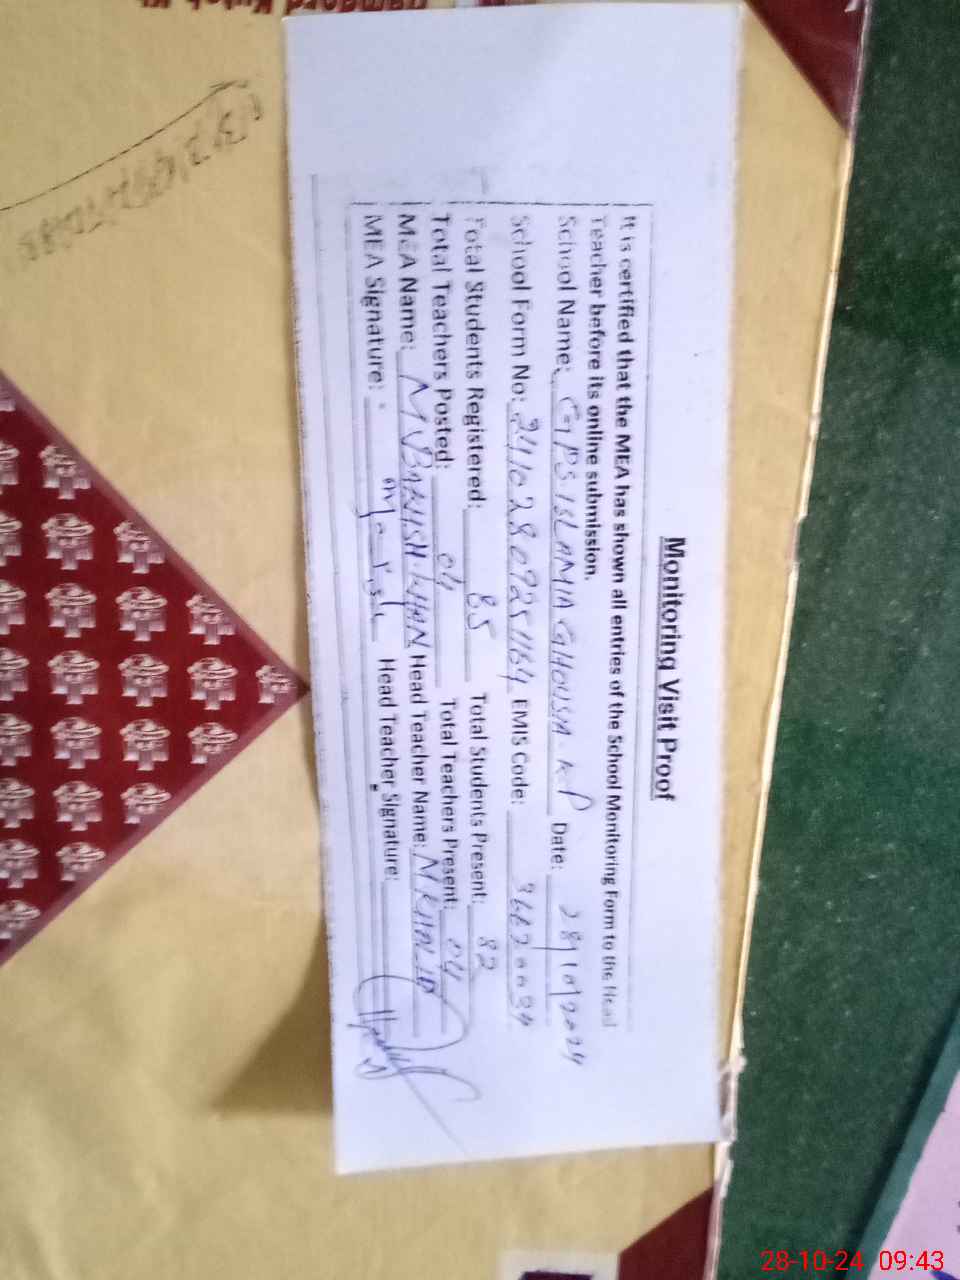 Monitoring Visit Proof
It is certified that the MEA has shown all entries of the School Monitoring Form to the Head
Teacher before its online submission.
School Name: GPS ISLAMIA GHOUSIA KP Date: 28/10/2024
School Form No: 24102809251164 EMIS Code:
Total Students Registered: 85 Total Students Present: 82
Total Teachers Posted: 04 Total Teachers Present: 04
MEA Name: M BAKHSH KHAN Head Teacher Name: M KHALID
MEA Signature: Head Teacher Signature:
28-10-24 09:43